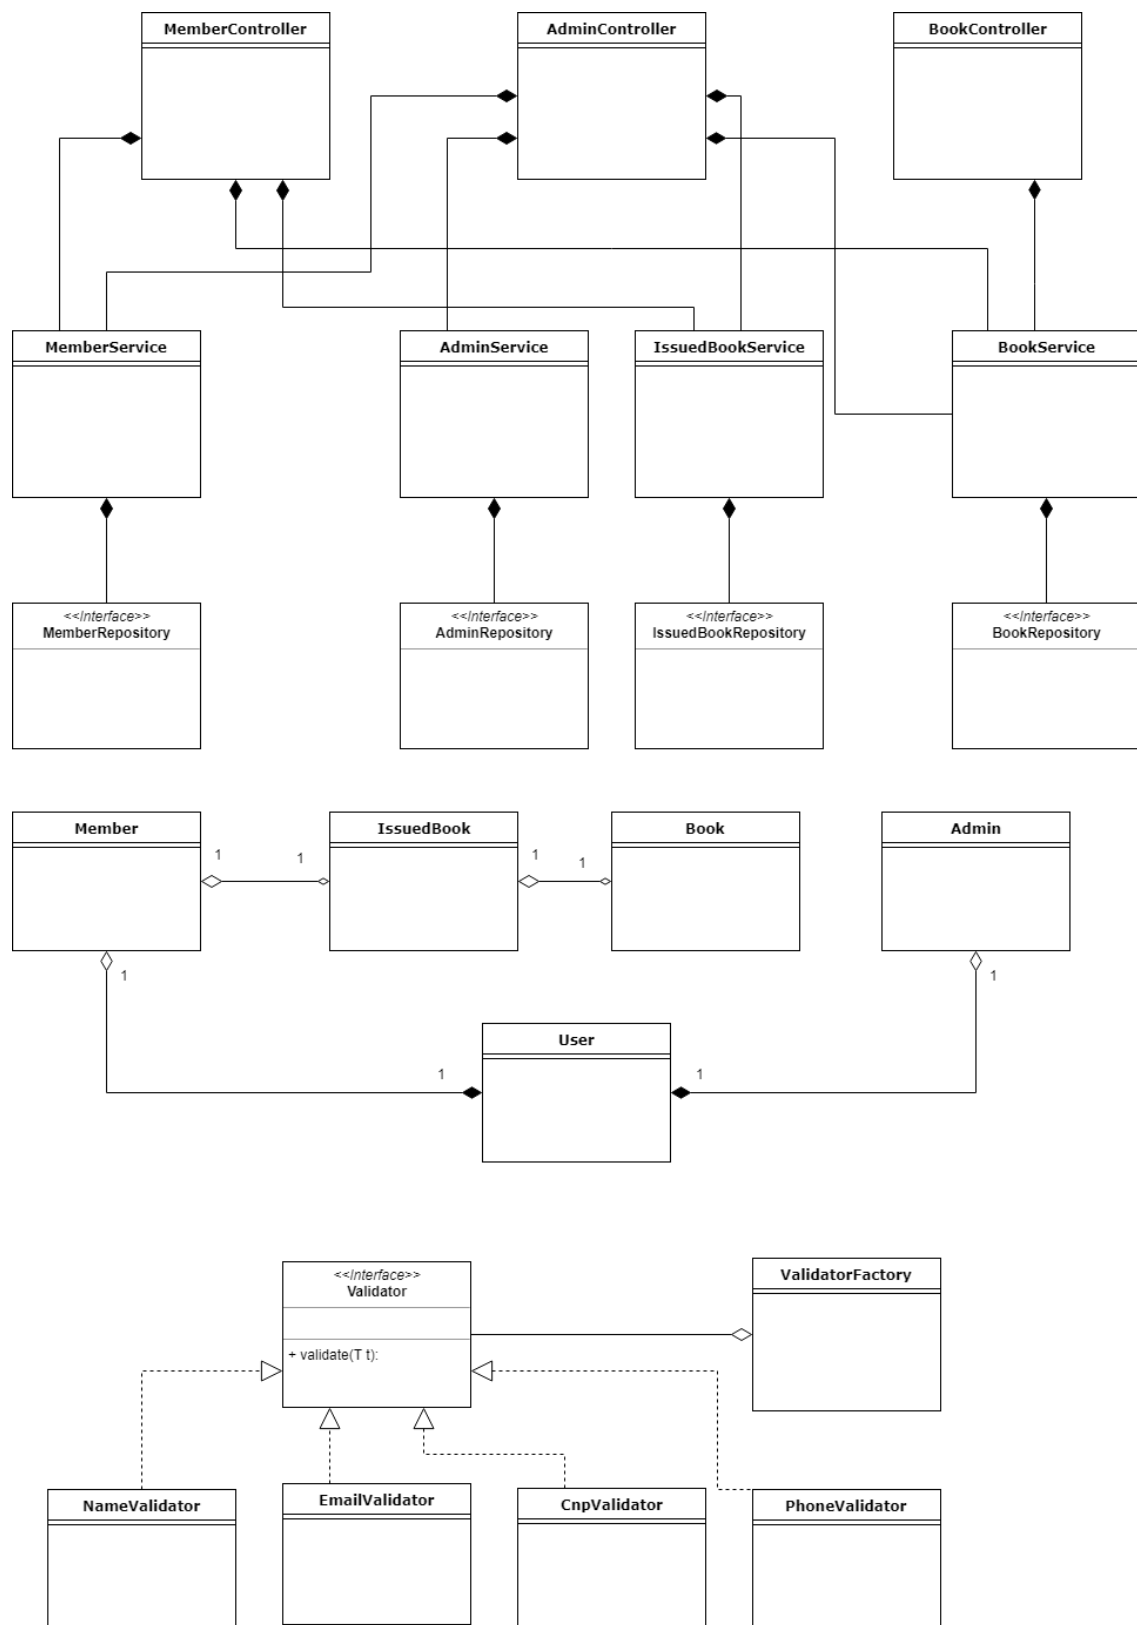 MemberController
AdminController
BookController
MemberService
AdminService
IssuedBookService
BookService
<<Interface>>
MemberRepository
<<Interface>>
AdminRepository
<<Interface>>
IssuedBookRepository
<<Interface>>
BookRepository
Member
IssuedBook
Book
Admin
1
1
1
1
1
1
User
1
1
<<Interface>>
Validator
+ validate(T t):
ValidatorFactory
NameValidator
EmailValidator
CnpValidator
PhoneValidator